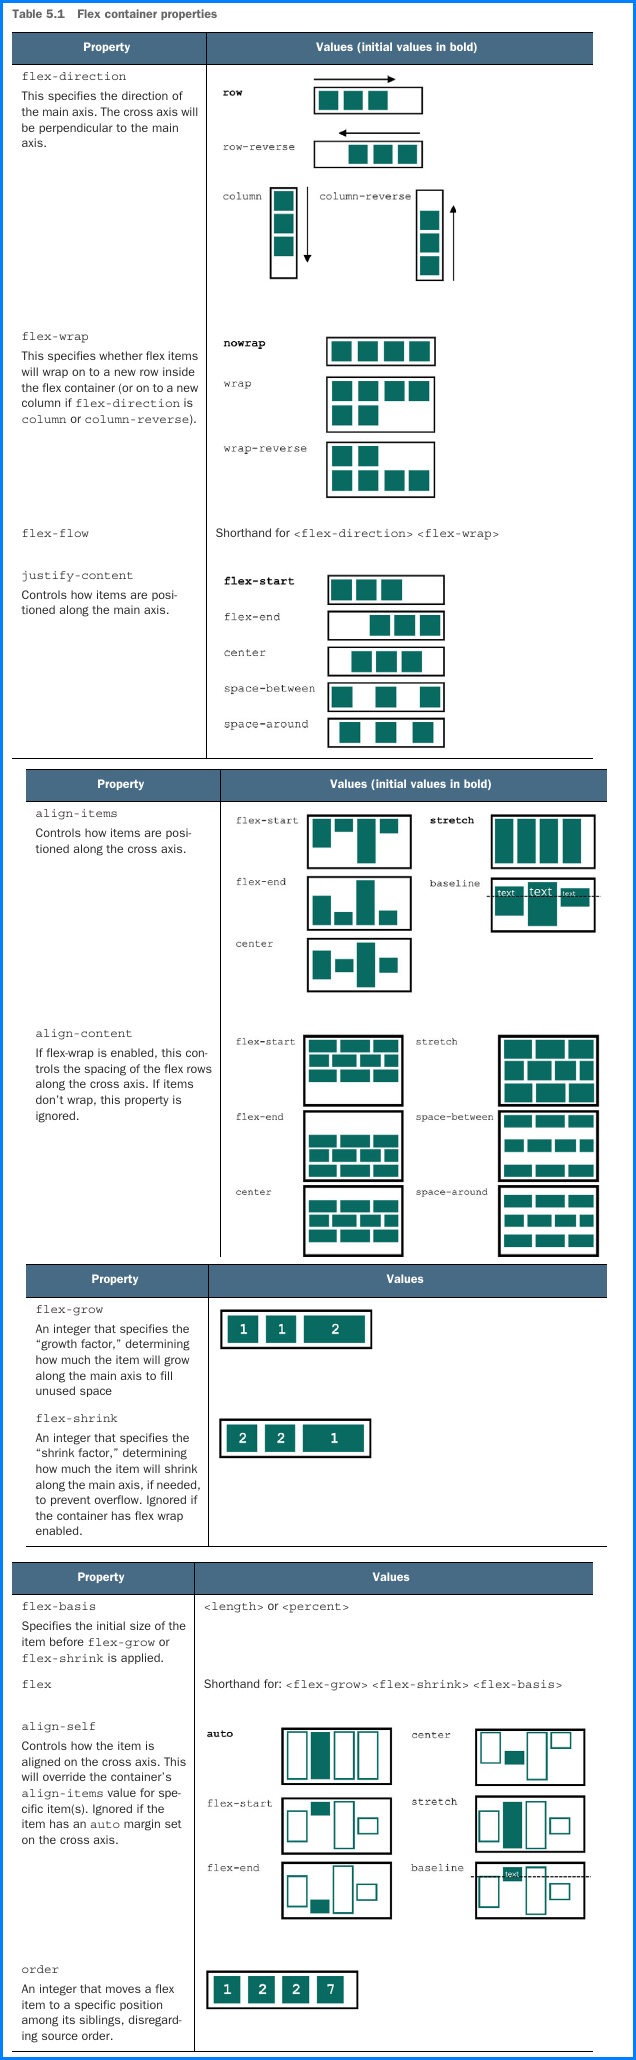 Table 5.1 Flex container properties
Property Values (initial values in bold)
flex-direction
This specifies the direction of
the main axis. The cross axis will
be perpendicular to the main
axis.
row
row-reverse
column column-reverse
flex-wrap
This specifies whether flex items
will wrap on to a new row inside
the flex container (or on to a new
column if flex-direction is
column or column-reverse).
nowrap
wrap
wrap-reverse
flex-flow
Shorthand for <flex-direction> <flex-wrap>
justify-content
Controls how items are posi-
tioned along the main axis.
flex-start
flex-end
center
space-between
space-around
Property Values (initial values in bold)
align-items
Controls how items are posi-
tioned along the cross axis.
flex-start
flex-end
center
stretch
baseline
text text text
align-content
If flex-wrap is enabled, this con-
trols the spacing of the flex rows
along the cross axis. If items
don't wrap, this property is
ignored.
flex-start
flex-end
center
stretch
space-between
space-around
Property Values
flex-grow
An integer that specifies the
“growth factor,” determining
how much the item will grow
along the main axis to fill
unused space
1 1 2
flex-shrink
An integer that specifies the
“shrink factor,” determining
how much the item will shrink
along the main axis, if needed,
to prevent overflow. Ignored if
the container has flex wrap
enabled.
2 2 1
Property Values
flex-basis
Specifies the initial size of the
item before flex-grow or
flex-shrink is applied.
<length> or <percent>
flex
Shorthand for: <flex-grow> <flex-shrink> <flex-basis>
align-self
Controls how the item is
aligned on the cross axis. This
will override the container's
align-items value for spe-
cific item(s). Ignored if the
item has an auto margin set
on the cross axis.
auto
flex-start
flex-end
center
stretch
baseline
text
order
An integer that moves a flex
item to a specific position
among its siblings, disregard-
ing source order.
1 2 2 7